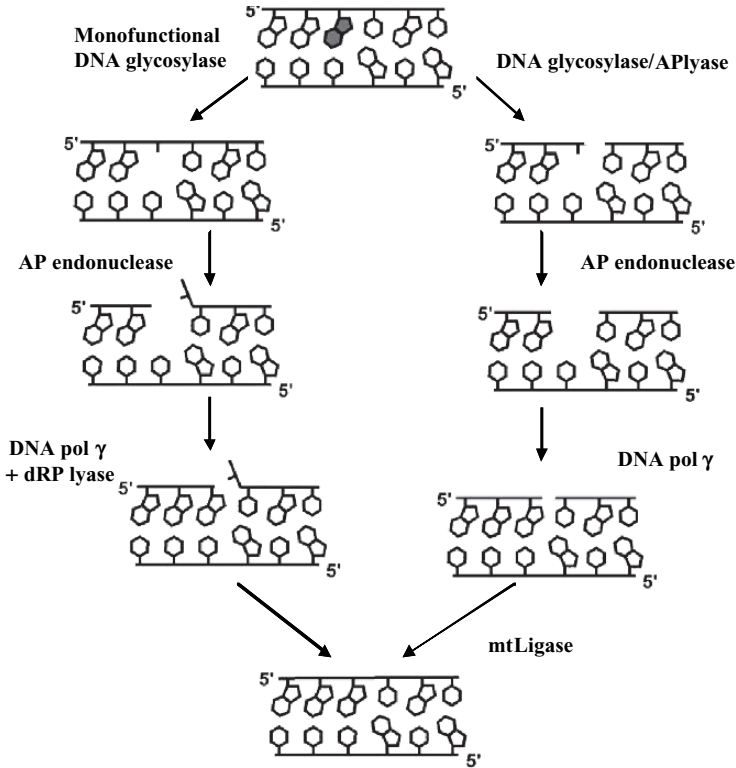 5'
Monofunctional
DNA glycosylase
DNA glycosylase/APlyase
5'
5'
5'
5'
5'
AP endonuclease
AP endonuclease
5'
5'
5'
5'
DNA pol γ
+ dRP lyase
DNA pol γ
5'
5'
5'
5'
mtLigase
5'
5'